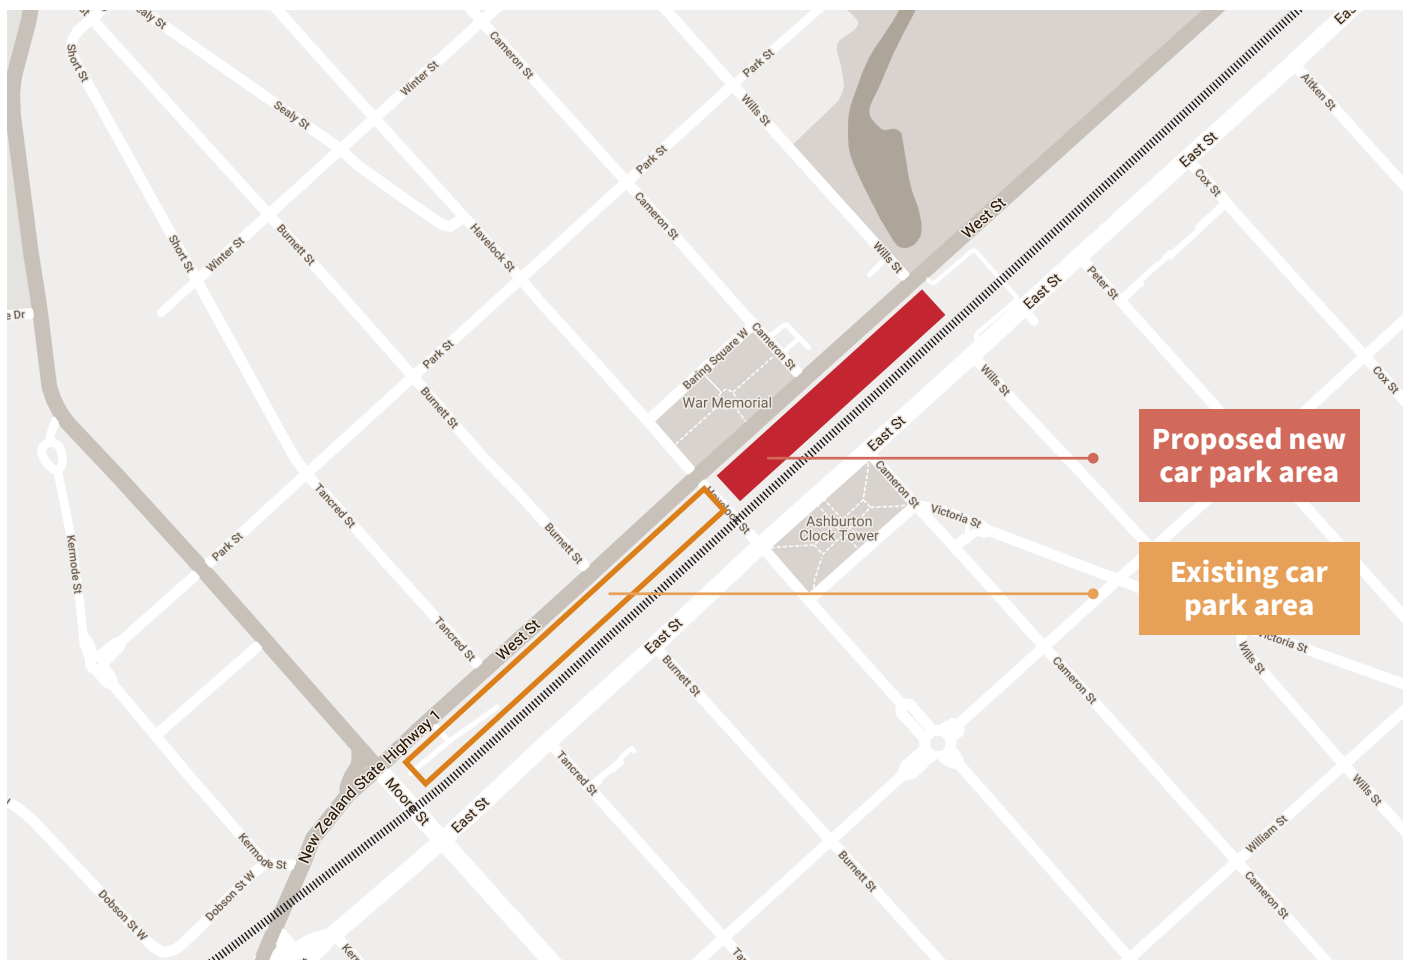 ealy St
Short St
Sealy St
Winter St
Cameron St
Park St
Wills St
Aitken St
East St
Cox St
Park St
Cameron St
West St
Short St
Winter St
Burnett St
Havelock St
Wills St
East St
Peter St
e Dr
Park St
Baring Square W
Cameron St
War Memorial
Burnett St
Wills St
Cox St
East St
Proposed new
car park area
Cameron St
Havelock St
Victoria St
Ashburton
Clock Tower
Tancred St
Park St
Burnett St
Kermode St
Existing car
park area
Tancred St
West St
East St
Burnett St
Victoria St
Wills St
Cameron St
New Zealand State Highway 1
Moore St
East St
Tancred St
Wills St
William St
Kermode St
Dobson St W
Dobson St W
Burnett St
Cameron St